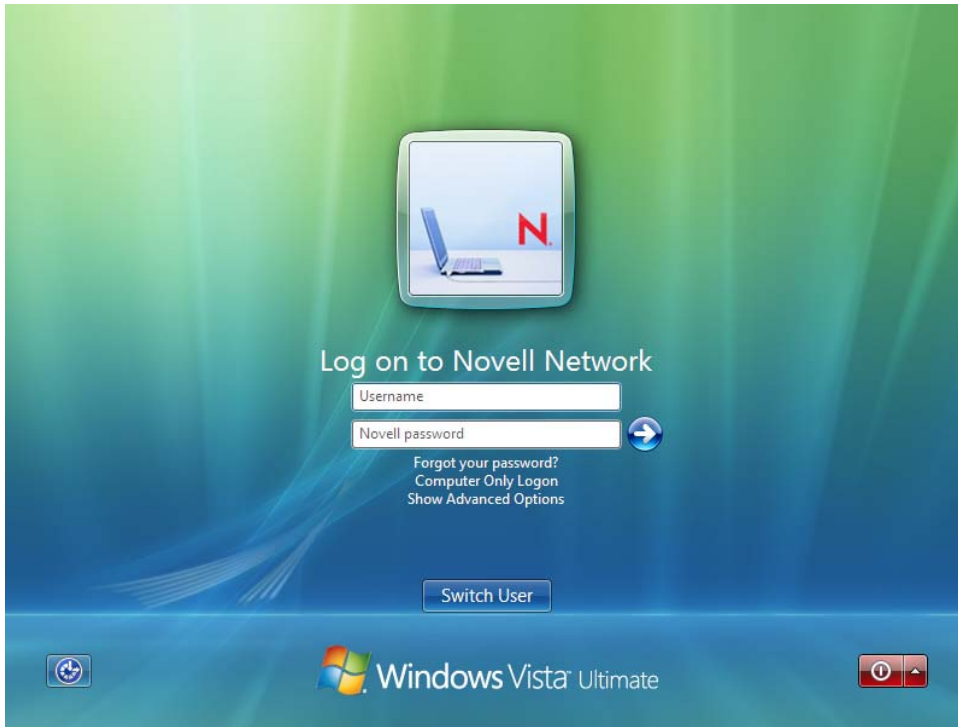 N
Log on to Novell Network
Username
Novell password
Forgot your password?
Computer Only Logon
Show Advanced Options
Switch User
Windows Vista™ Ultimate